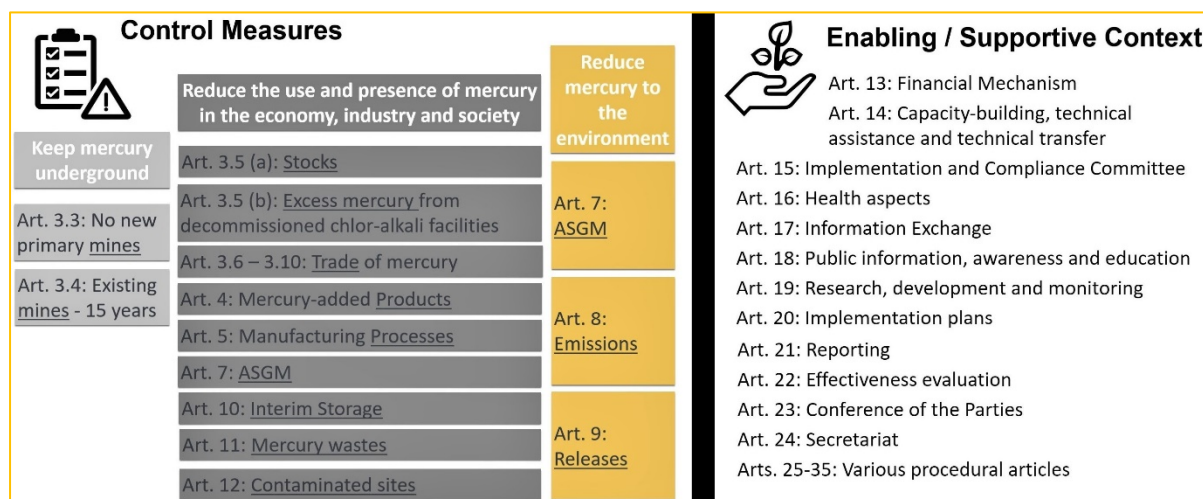 Control Measures
Keep mercury
underground
Art. 3.3: No new
primary mines
Art. 3.4: Existing
mines - 15 years
Reduce the use and presence of mercury
in the economy, industry and society
Art. 3.5 (a): Stocks
Art. 3.5 (b): Excess mercury from
decommissioned chlor-alkali facilities
Art. 3.6 – 3.10: Trade of mercury
Art. 4: Mercury-added Products
Art. 5: Manufacturing Processes
Art. 7: ASGM
Art. 10: Interim Storage
Art. 11: Mercury wastes
Art. 12: Contaminated sites
Reduce
mercury to
the
environment
Art. 7:
ASGM
Art. 8:
Emissions
Art. 9:
Releases
Enabling / Supportive Context
Art. 13: Financial Mechanism
Art. 14: Capacity-building, technical
assistance and technical transfer
Art. 15: Implementation and Compliance Committee
Art. 16: Health aspects
Art. 17: Information Exchange
Art. 18: Public information, awareness and education
Art. 19: Research, development and monitoring
Art. 20: Implementation plans
Art. 21: Reporting
Art. 22: Effectiveness evaluation
Art. 23: Conference of the Parties
Art. 24: Secretariat
Arts. 25-35: Various procedural articles